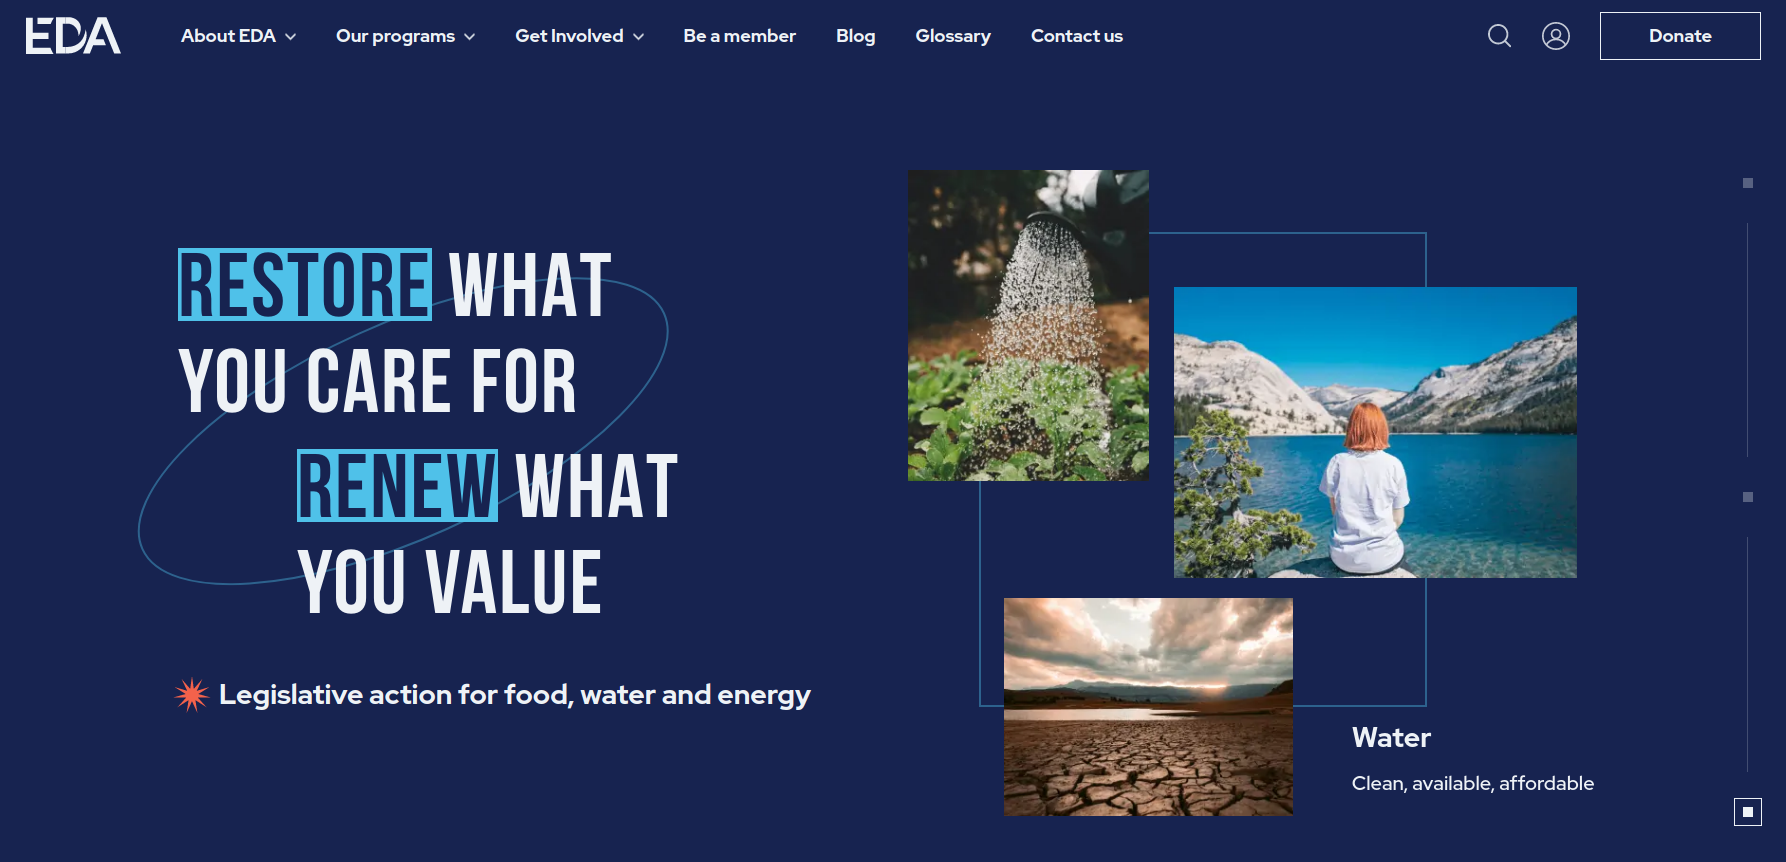 EDA
About EDA
Our programs
Get Involved
Be a member
Blog
Glossary
Contact us
Donate
RESTORE WHAT
YOU CARE FOR
RENEW WHAT
YOU VALUE
Legislative action for food, water and energy
Water
Clean, available, affordable